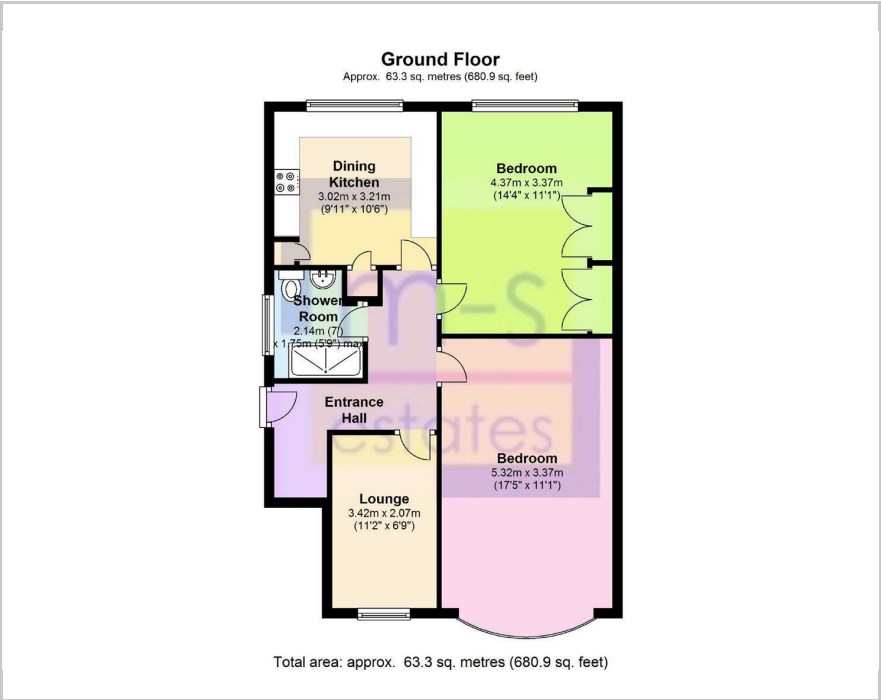 Ground Floor
Approx. 63.3 sq. metres (680.9 sq. feet)
Dining
Kitchen
3.02m x 3.21m
(9'11" x 10'6")
Bedroom
4.37m x 3.37m
(14'4" x 11'1")
Shower
Room
2.14m (7')
x 1.75m (5'9") max
m-s
estates
Entrance
Hall
Bedroom
5.32m x 3.37m
(17'5" x 11'1")
Lounge
3.42m x 2.07m
(11'2" x 6'9")
Total area: approx. 63.3 sq. metres (680.9 sq. feet)